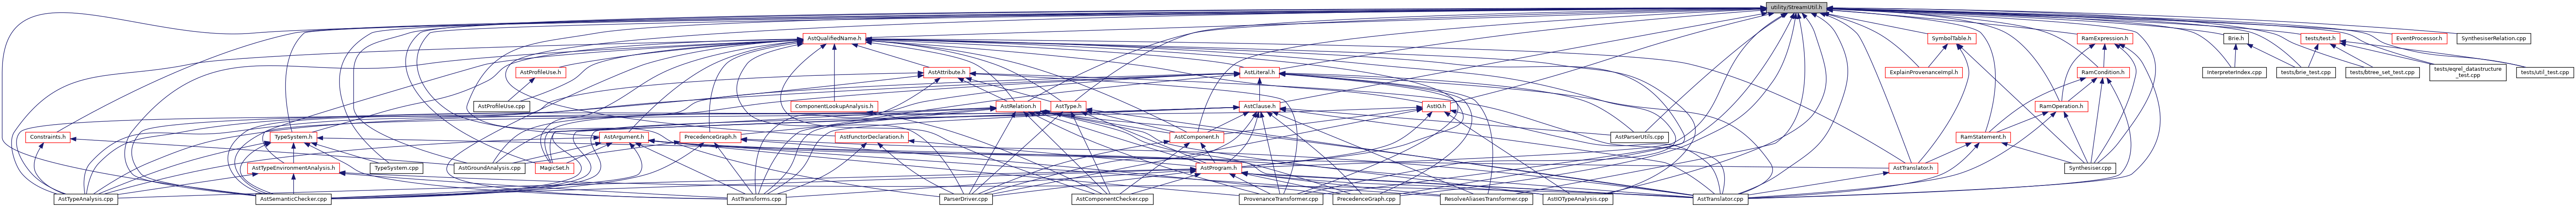 utility/StreamUtil.h
AstQualifiedName.h
SymbolTable.h
RamExpression.h
Brie.h
tests/test.h
EventProcessor.h
SynthesiserRelation.cpp
AstProfileUse.h
AstAttribute.h
AstLiteral.h
ExplainProvenanceImpl.h
RamCondition.h
InterpreterIndex.cpp
tests/brie_test.cpp
tests/btree_set_test.cpp
tests/eqrel_datastructure
_test.cpp
tests/util_test.cpp
AstProfileUse.cpp
ComponentLookupAnalysis.h
AstRelation.h
AstType.h
AstClause.h
AstIO.h
RamOperation.h
Constraints.h
TypeSystem.h
AstArgument.h
PrecedenceGraph.h
AstFunctorDeclaration.h
AstComponent.h
AstParserUtils.cpp
RamStatement.h
AstTypeEnvironmentAnalysis.h
TypeSystem.cpp
AstGroundAnalysis.cpp
MagicSet.h
AstProgram.h
AstTranslator.h
Synthesiser.cpp
AstTypeAnalysis.cpp
AstSemanticChecker.cpp
AstTransforms.cpp
ParserDriver.cpp
AstComponentChecker.cpp
ProvenanceTransformer.cpp
PrecedenceGraph.cpp
ResolveAliasesTransformer.cpp
AstIOTypeAnalysis.cpp
AstTranslator.cpp